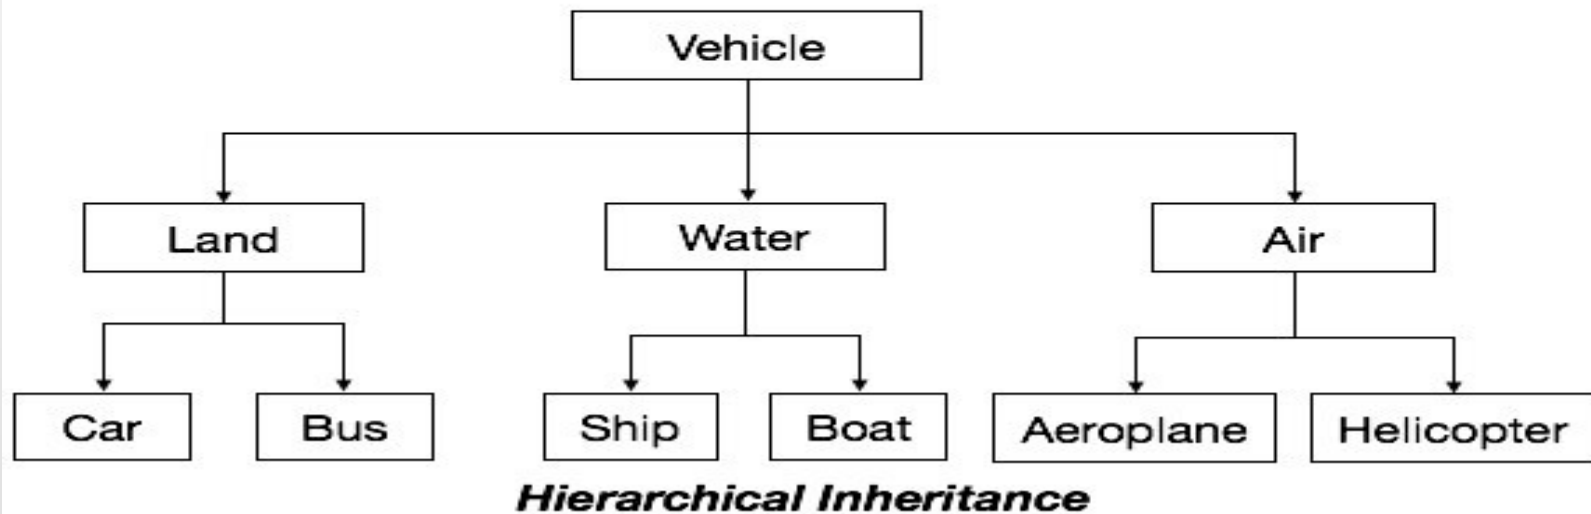 Vehicle
Land
Water
Air
Car
Bus
Ship
Boat
Aeroplane
Helicopter
Hierarchical Inheritance